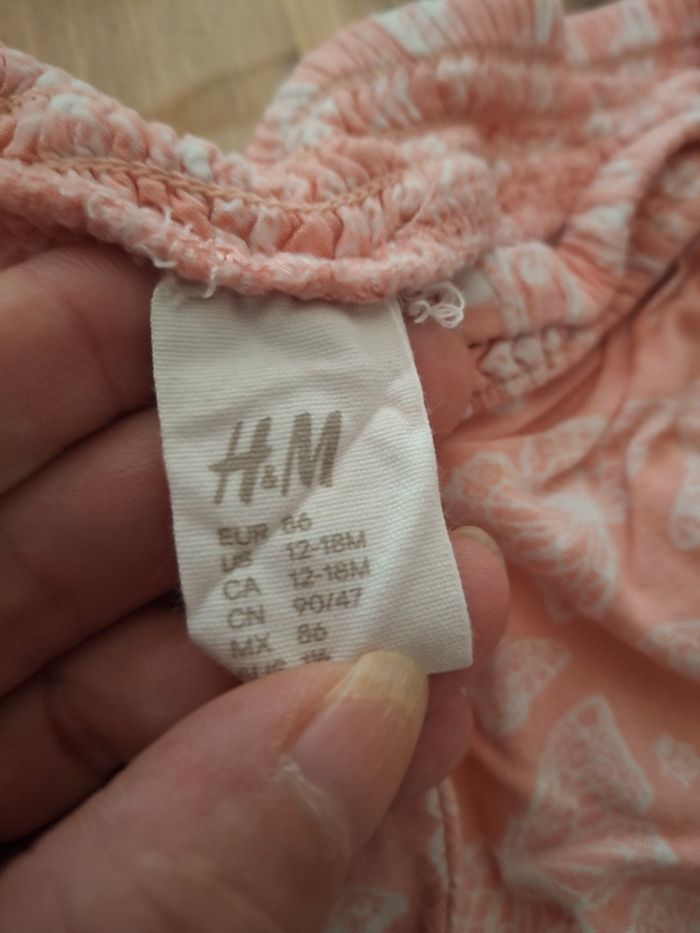 H&M
EUR 86
US 12-18M
CA 12-18M
CN 90/47
MX 86